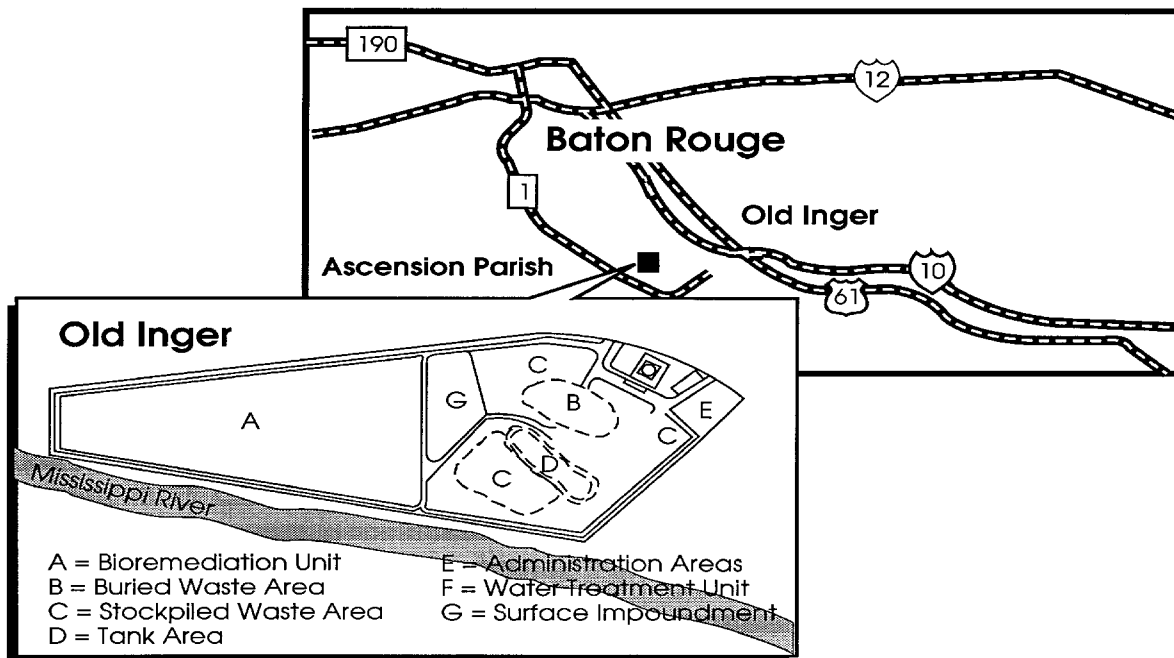 190
12
Baton Rouge
1
Old Inger
Ascension Parish
10
61
Old Inger
C
G
B
E
A
C
D
C
Mississippi River
A = Bioremediation Unit
B = Buried Waste Area
C = Stockpiled Waste Area
D = Tank Area
E = Administration Areas
F = Water Treatment Unit
G = Surface Impoundment